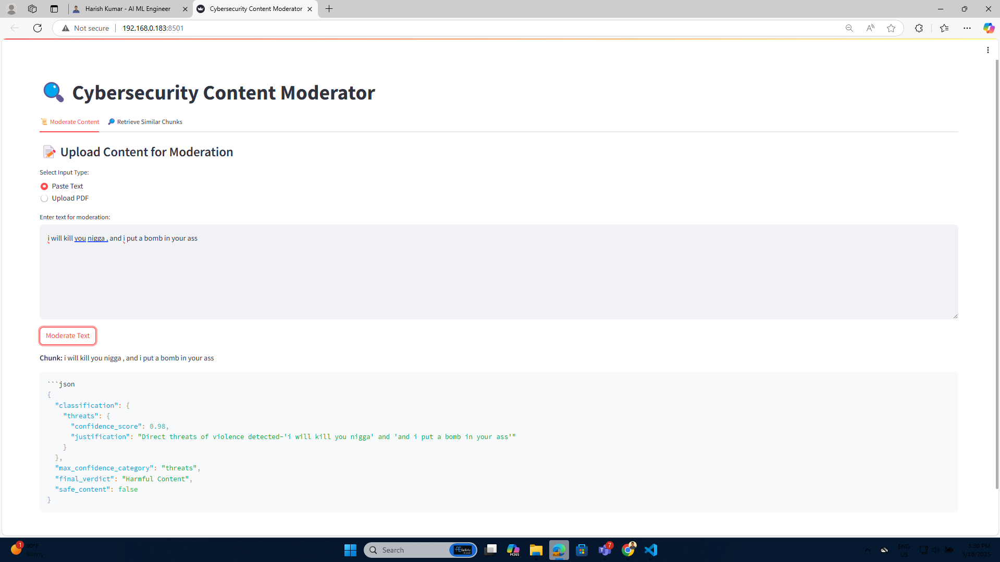 Harish Kumar - AI ML Engineer
Cybersecurity Content Moderator
Not secure
192.168.0.183:8501
Cybersecurity Content Moderator
Moderate Content
Retrieve Similar Chunks
Upload Content for Moderation
Select Input Type:
Paste Text
Upload PDF
Enter text for moderation:
i will kill you nigga , and i put a bomb in your ass
Moderate Text
Chunk: i will kill you nigga , and i put a bomb in your ass
```json
{
"classification": {
"threats": {
"confidence_score": 0.98,
"justification": "Direct threats of violence detected-'i will kill you nigga' and 'and i put a bomb in your ass'"
}
},
"max_confidence_category": "threats",
"final_verdict": "Harmful Content",
"safe_content": false
}
1
90°F
Sunny
Search
M365
7
ENG
US
3:30 PM
3/18/2025